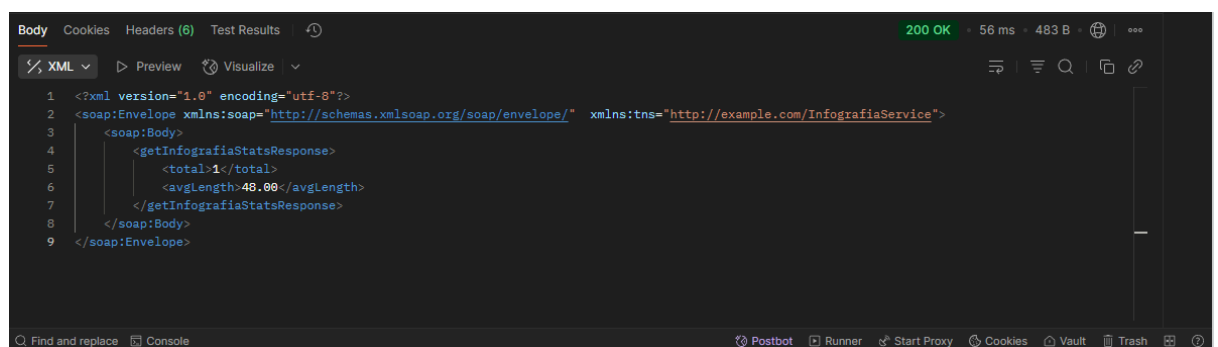 Body Cookies Headers (6) Test Results 200 OK 56 ms 483 B
XML Preview Visualize
1 <?xml version="1.0" encoding="utf-8"?>
2 <soap:Envelope xmlns:soap="http://schemas.xmlsoap.org/soap/envelope/" xmlns:tns="http://example.com/InfografiaService">
3 <soap:Body>
4 <getInfografiaStatsResponse>
5 <total>1</total>
6 <avgLength>48.00</avgLength>
7 </getInfografiaStatsResponse>
8 </soap:Body>
9 </soap:Envelope>
Find and replace Console Postbot Runner Start Proxy Cookies Vault Trash